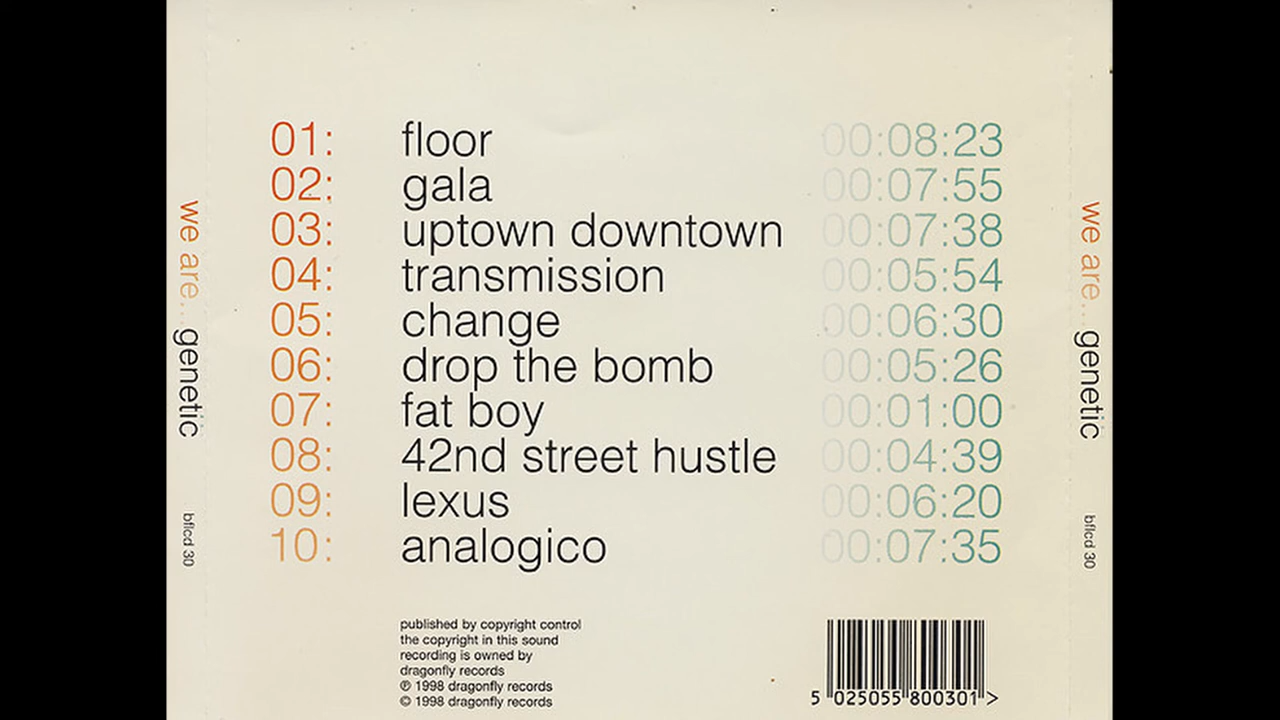 01: floor 00:08:23
02: gala 00:07:55
03: uptown downtown 00:07:38
04: transmission 00:05:54
05: change 00:06:30
06: drop the bomb 00:05:26
07: fat boy 00:01:00
08: 42nd street hustle 00:04:39
09: lexus 00:06:20
10: analogico 00:07:35
we are... genetic
bflcd 30
we are... genetic
bflcd 30
published by copyright control
the copyright in this sound
recording is owned by
dragonfly records
℗ 1998 dragonfly records
© 1998 dragonfly records
5 025055 800301 >